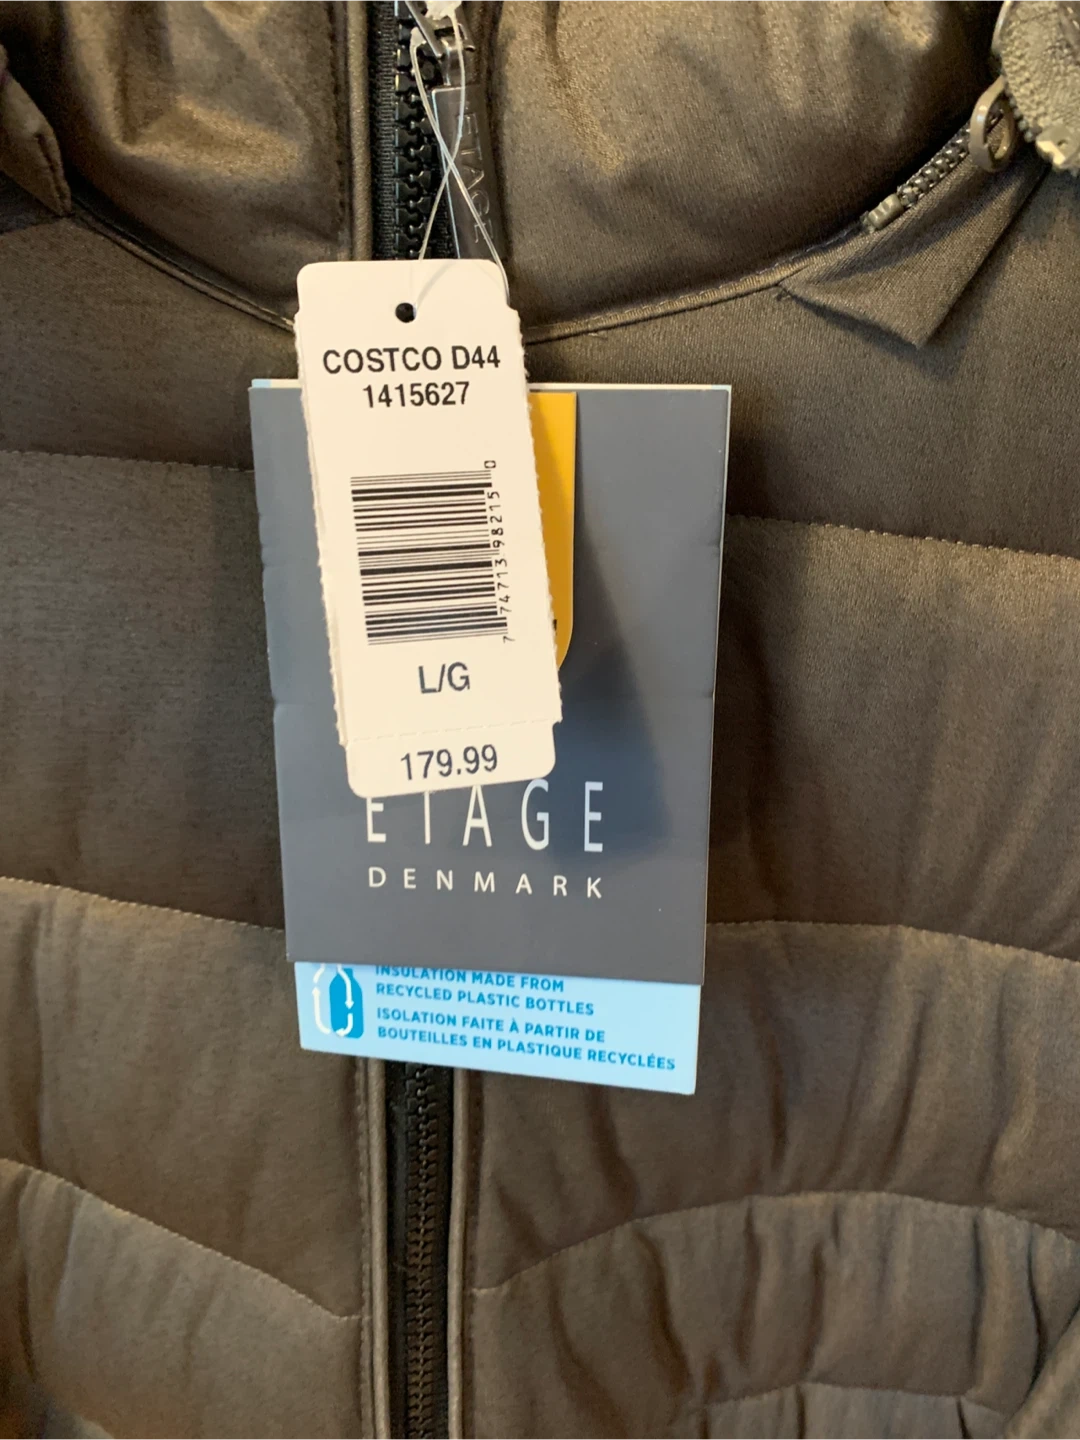 COSTCO D44
1415627
7 74713 98215 0
L/G
179.99
ETAGE
DENMARK
INSULATION MADE FROM
RECYCLED PLASTIC BOTTLES
ISOLATION FAITE À PARTIR DE
BOUTEILLES EN PLASTIQUE RECYCLÉES